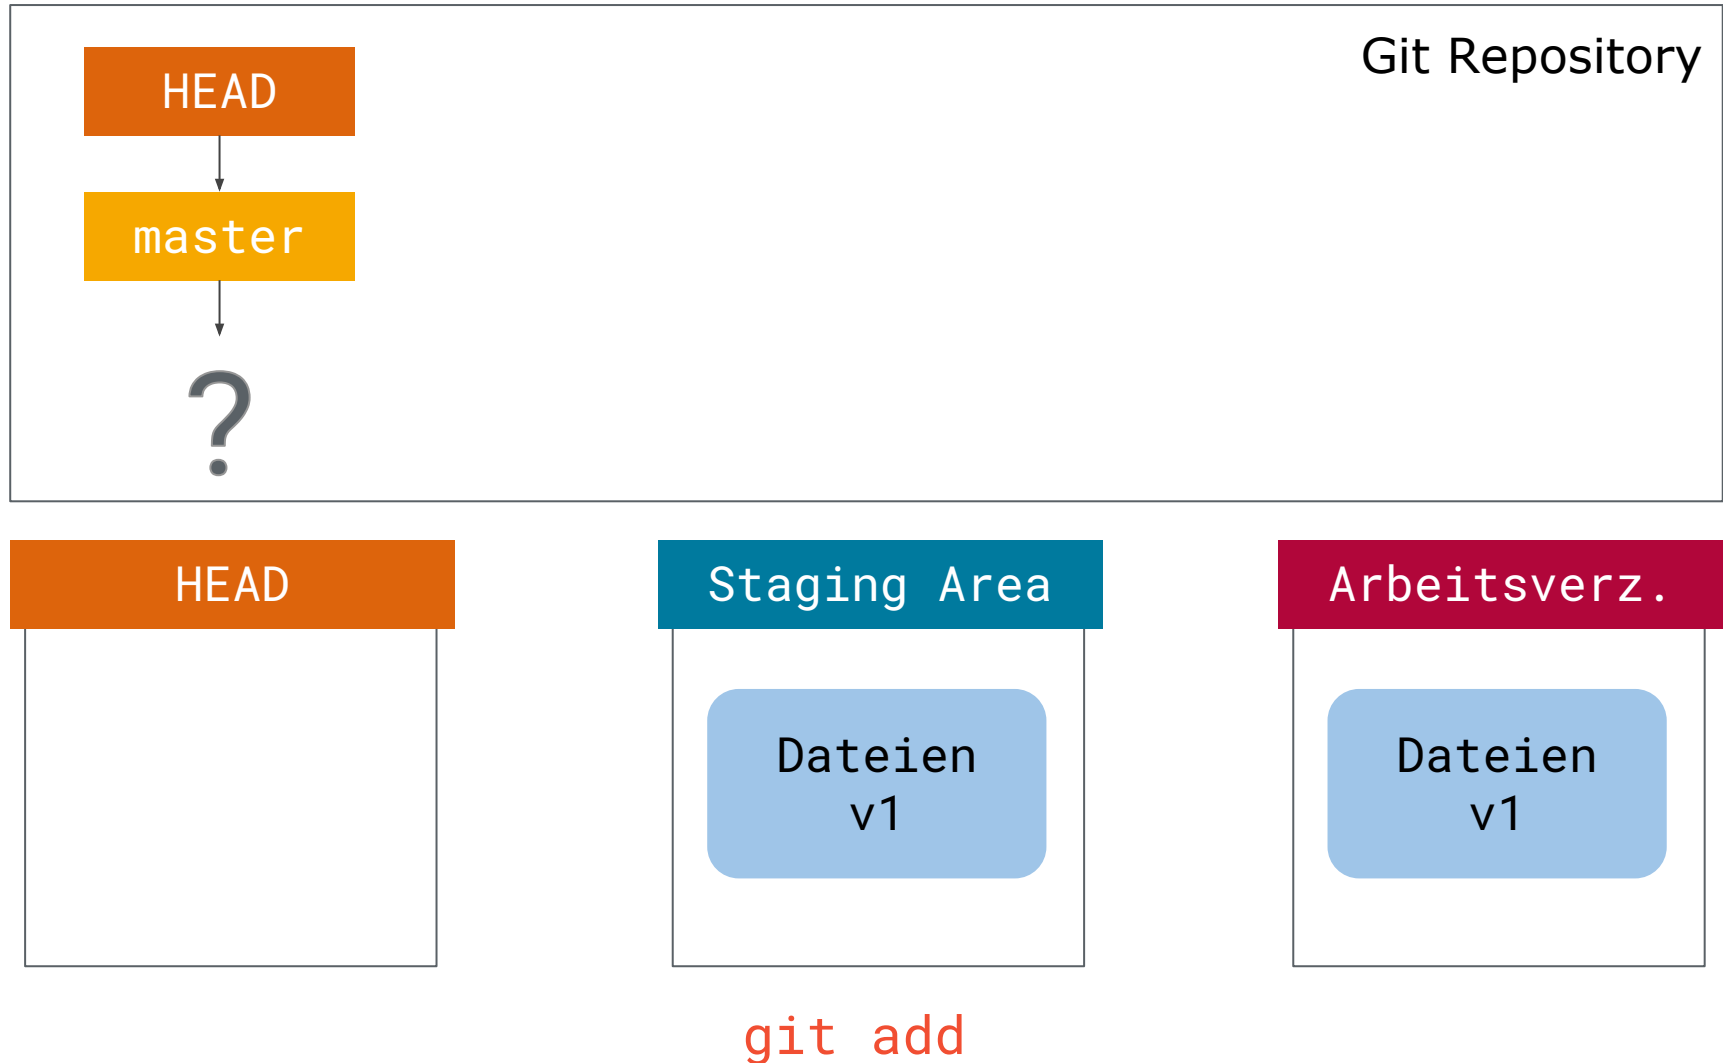 Git Repository
HEAD
master
?
HEAD
Staging Area
Arbeitsverz.
Dateien
v1
Dateien
v1
git add